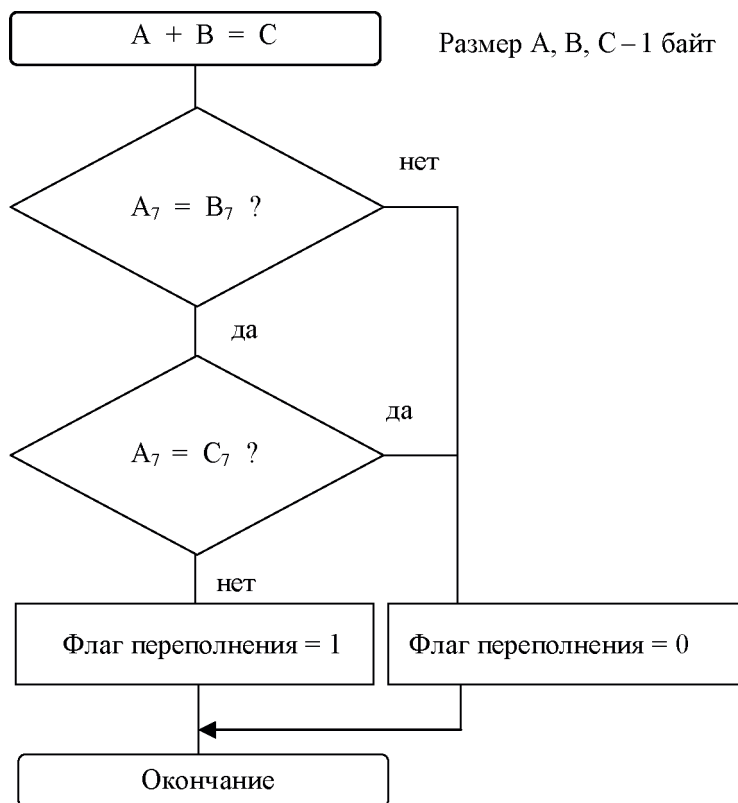 A + B = C
Размер A, B, C – 1 байт
нет
A₇ = B₇ ?
да
да
A₇ = C₇ ?
нет
Флаг переполнения = 1
Флаг переполнения = 0
Окончание